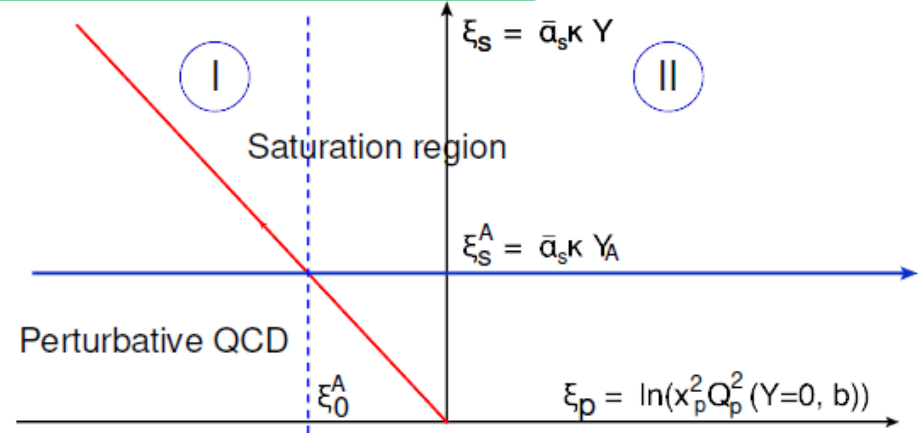 ξs = ᾱsκ Y
I
II
Saturation region
ξsA = ᾱsκ YA
Perturbative QCD
ξ0A
ξp = ln(xp2Qp2(Y=0, b))